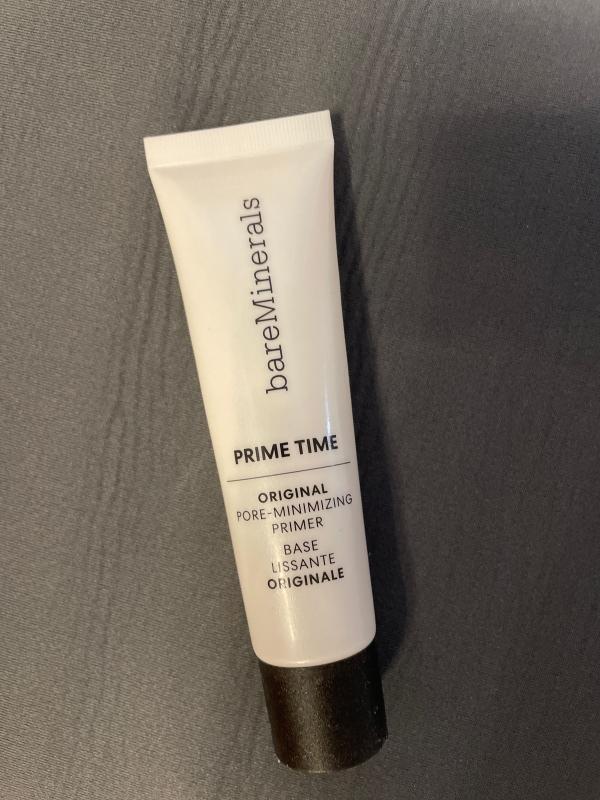 bareMinerals
PRIME TIME
ORIGINAL
PORE-MINIMIZING
PRIMER
BASE
LISSANTE
ORIGINALE